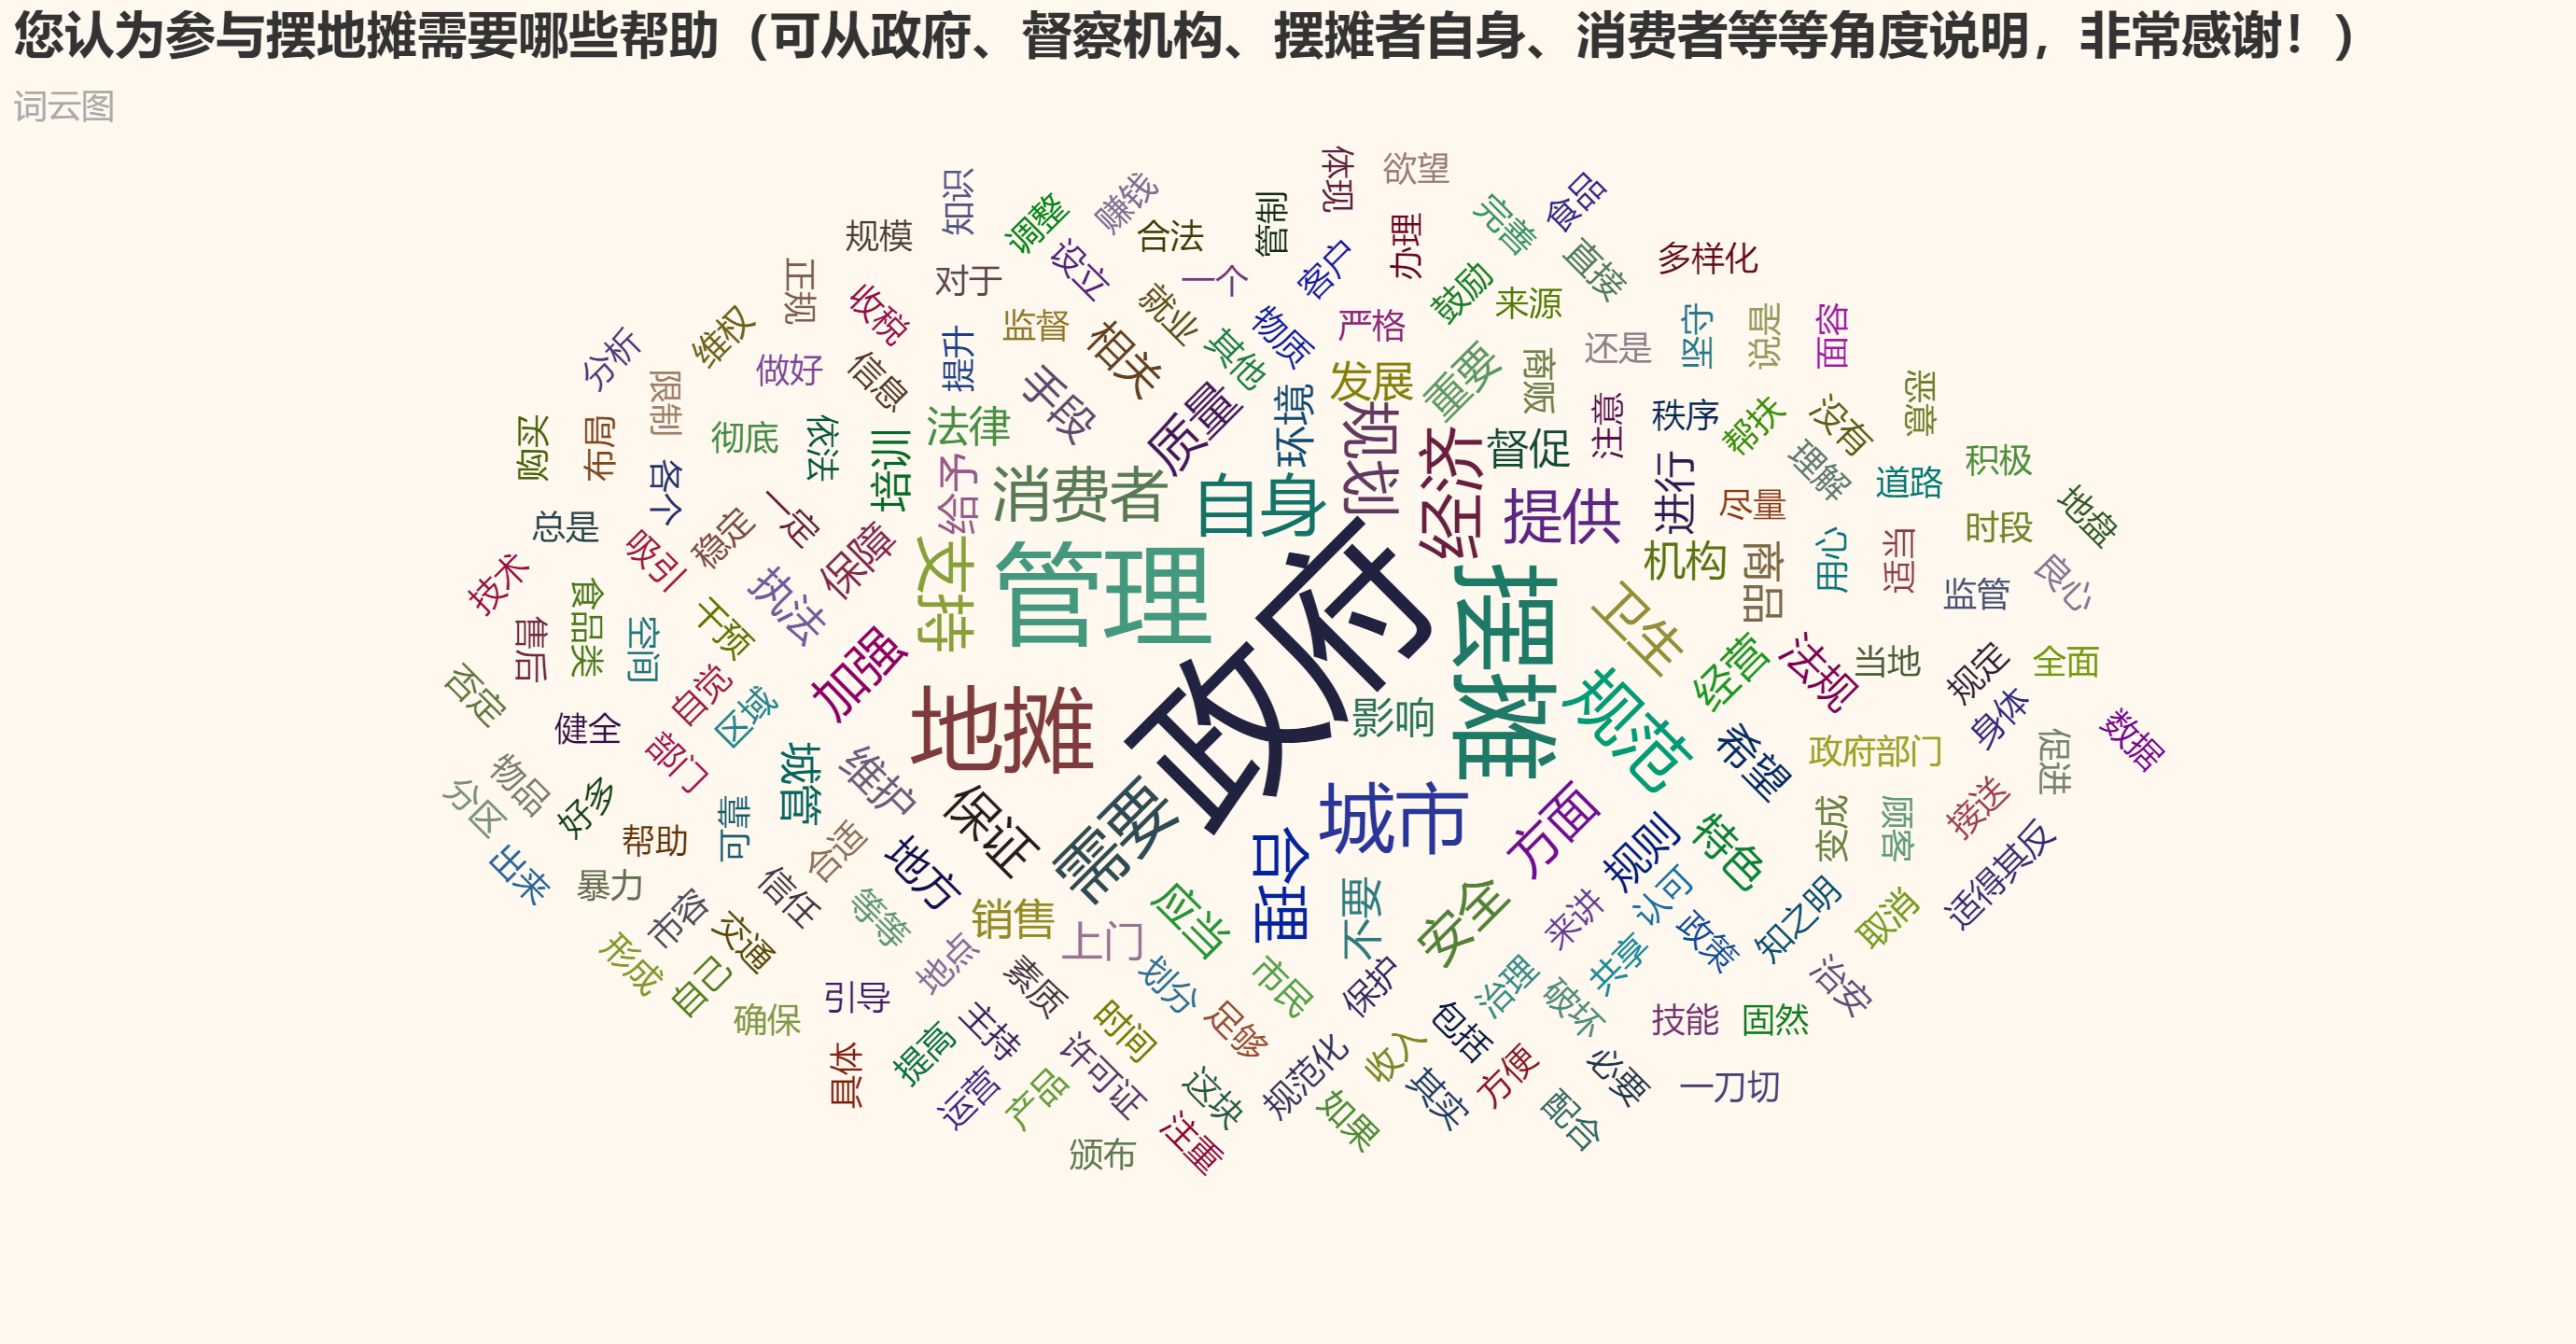 您认为参与摆地摊需要哪些帮助（可从政府、督察机构、摆摊者自身、消费者等等角度说明，非常感谢！）
词云图
体现
欲望
知识
赚钱
食品
调整
管制
完善
规模
合法
办理
直接
多样化
设立
客户
正规
对于
一个
鼓励
收税
就业
来源
维权
监督
物质
严格
坚守
说是
面容
分析
做好
信息
提升
相关
其他
发展
重要
商贩
还是
限制
手段
质量
环境
规划
注意
秩序
帮扶
没有
恶意
购买
布局
彻底
依法
培训
法律
督促
理解
积极
各个
给予
消费者
自身
经济
提供
进行
尽量
道路
总是
一定
稳定
时段
地盘
吸引
保障
支持
管理
政府
摆摊
机构
商品
用心
适当
技术
食品类
干预
执法
卫生
监管
良心
售后
空间
加强
经营
法规
当地
规定
全面
否定
自觉
区域
地摊
影响
规范
身体
健全
部门
城管
维护
希望
政府部门
促进
数据
物品
分区
好多
保证
需要
城市
方面
规则
特色
变成
顾客
接送
帮助
可靠
合适
地方
合理
适得其反
出来
暴力
信任
等等
销售
应当
不要
安全
来讲
认可
政策
知之明
取消
市容
交通
上门
形成
自己
地点
素质
划分
市民
保护
治理
共享
治安
确保
引导
主持
时间
足够
包括
破坏
技能
固然
具体
提高
许可证
规范化
收入
方便
必要
一刀切
运营
产品
这块
如果
其实
配合
颁布
注重